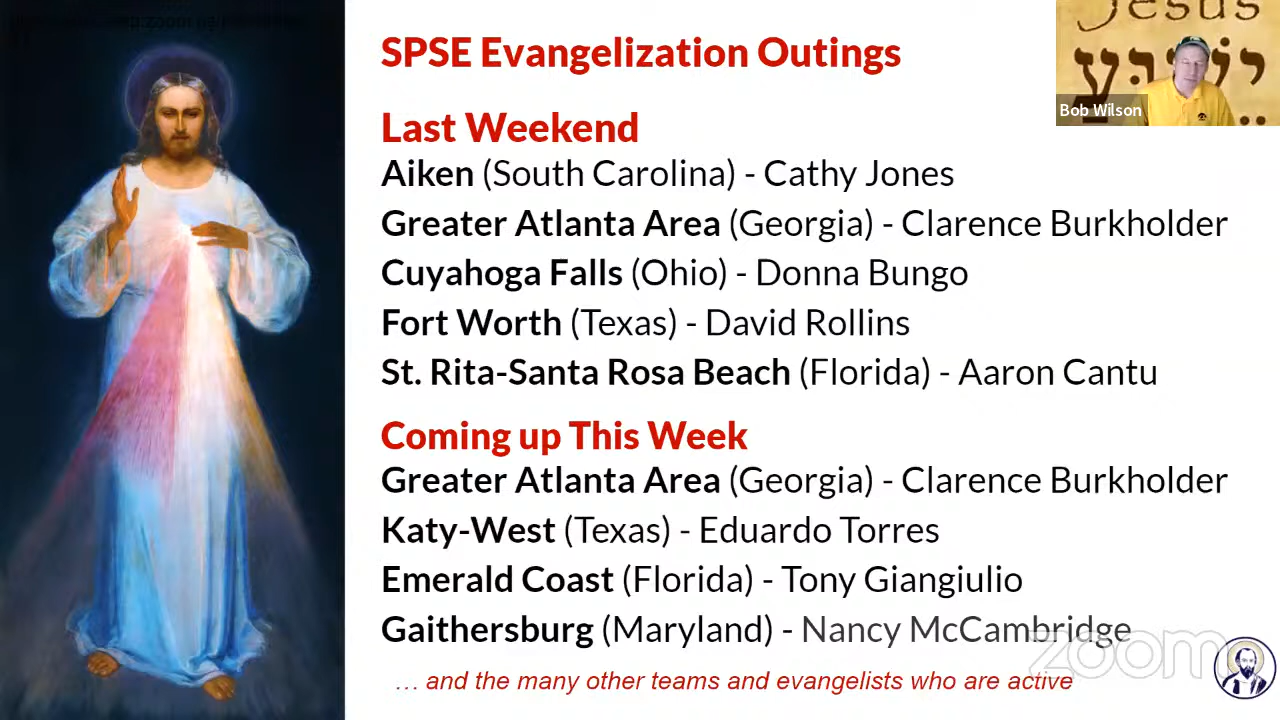 SPSE Evangelization Outings
Jesus
Bob Wilson
Last Weekend
Aiken (South Carolina) - Cathy Jones
Greater Atlanta Area (Georgia) - Clarence Burkholder
Cuyahoga Falls (Ohio) - Donna Bungo
Fort Worth (Texas) - David Rollins
St. Rita-Santa Rosa Beach (Florida) - Aaron Cantu
Coming up This Week
Greater Atlanta Area (Georgia) - Clarence Burkholder
Katy-West (Texas) - Eduardo Torres
Emerald Coast (Florida) - Tony Giangiulio
Gaithersburg (Maryland) - Nancy McCambridge
zoom
… and the many other teams and evangelists who are active